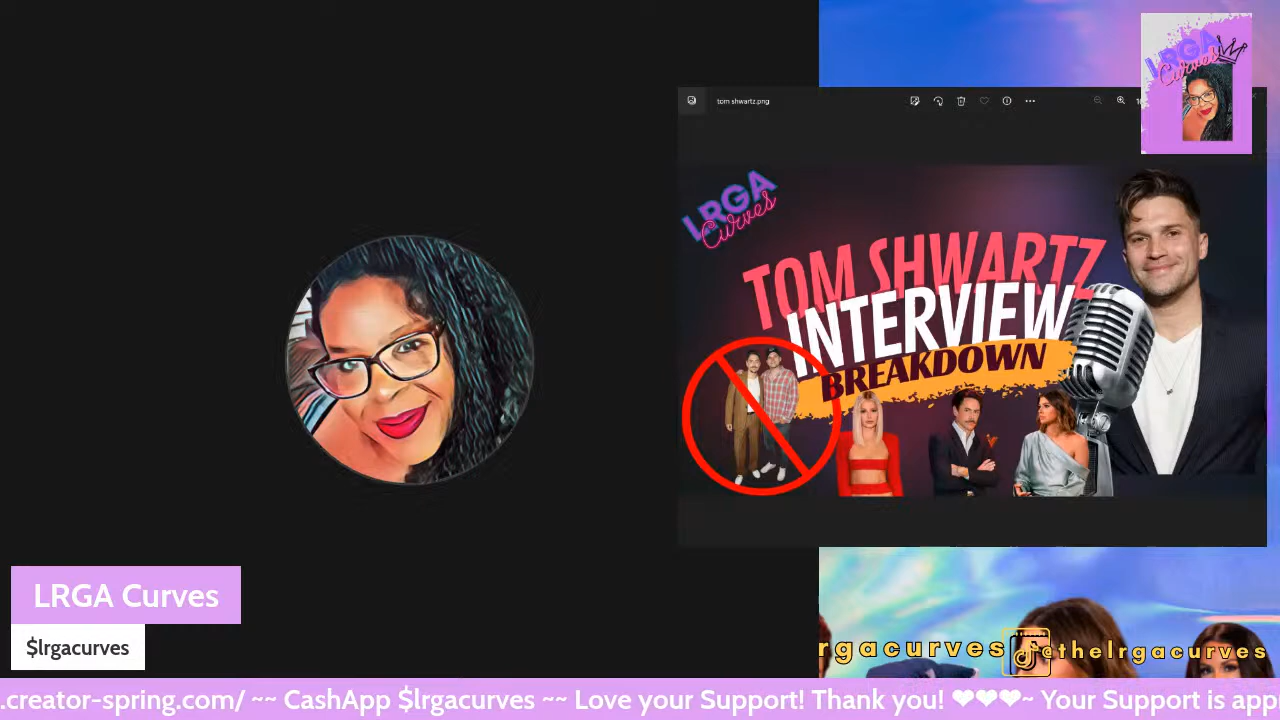 LRGA
Curves
tom shwartz.png
LRGA
Curves
TOM SHWARTZ
INTERVIEW
BREAKDOWN
LRGA Curves
$lrgacurves
rgacurves
@thelrgacurves
.creator-spring.com/ ~~ CashApp $lrgacurves ~~ Love your Support! Thank you! ❤❤❤~ Your Support is app